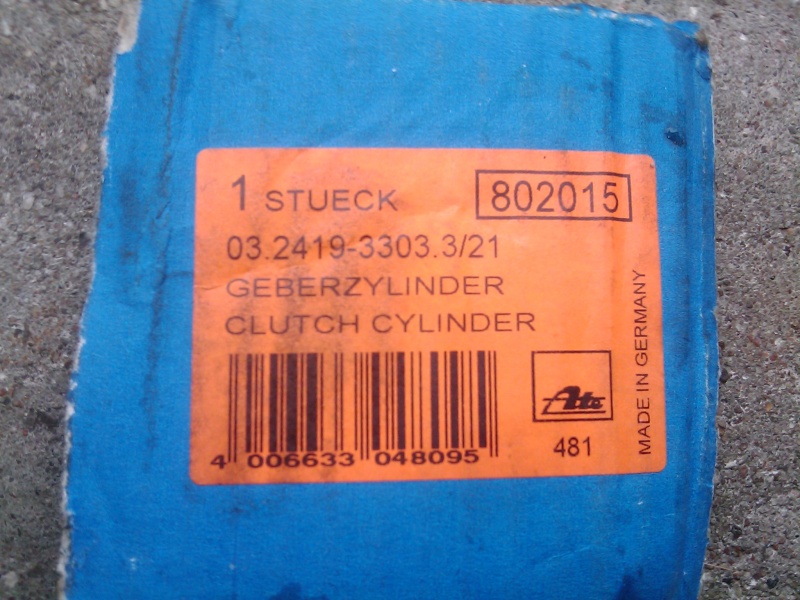 1 STUECK 802015
03.2419-3303.3/21
GEBERZYLINDER
CLUTCH CYLINDER
4 006633 048095
Ate
481
MADE IN GERMANY